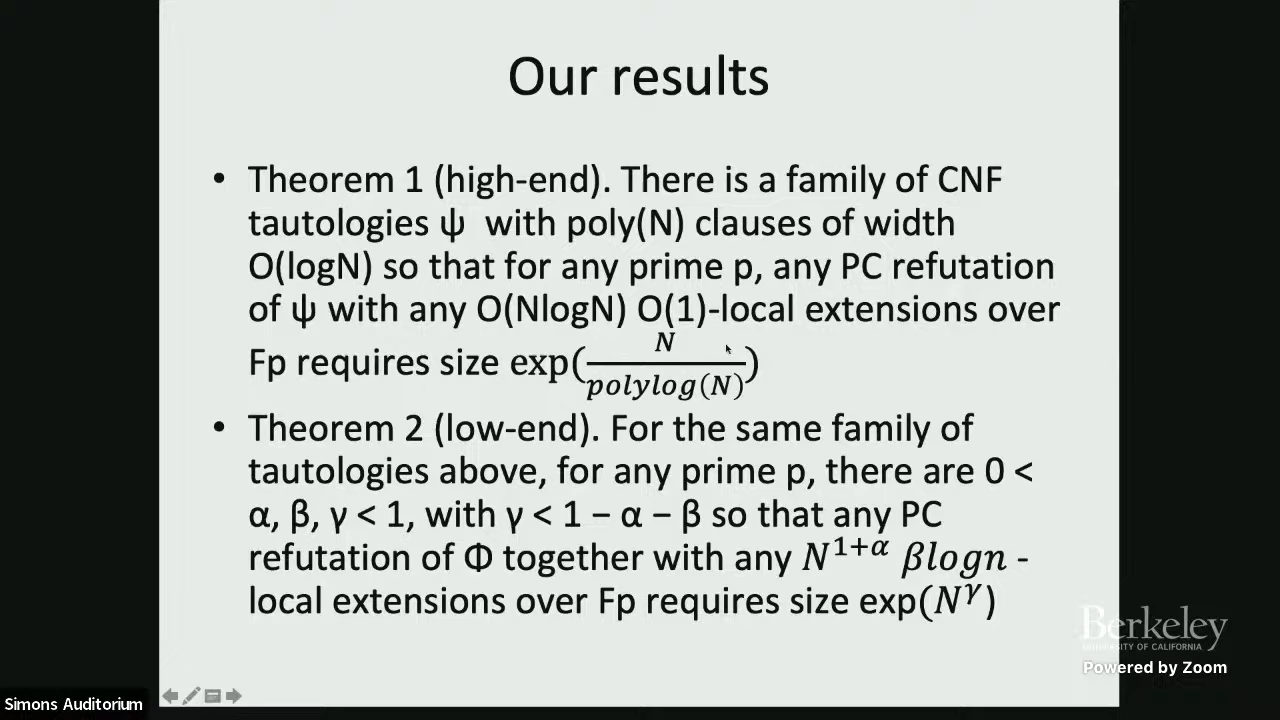 Our results
• Theorem 1 (high-end). There is a family of CNF
tautologies ψ with poly(N) clauses of width
O(logN) so that for any prime p, any PC refutation
of ψ with any O(NlogN) O(1)-local extensions over
Fp requires size exp(N/polylog(N))
• Theorem 2 (low-end). For the same family of
tautologies above, for any prime p, there are 0 <
α, β, γ < 1, with γ < 1 − α − β so that any PC
refutation of Φ together with any N^{1+α} βlogn -
local extensions over Fp requires size exp(N^γ)
Berkeley
UNIVERSITY OF CALIFORNIA
Powered by Zoom
Simons Auditorium